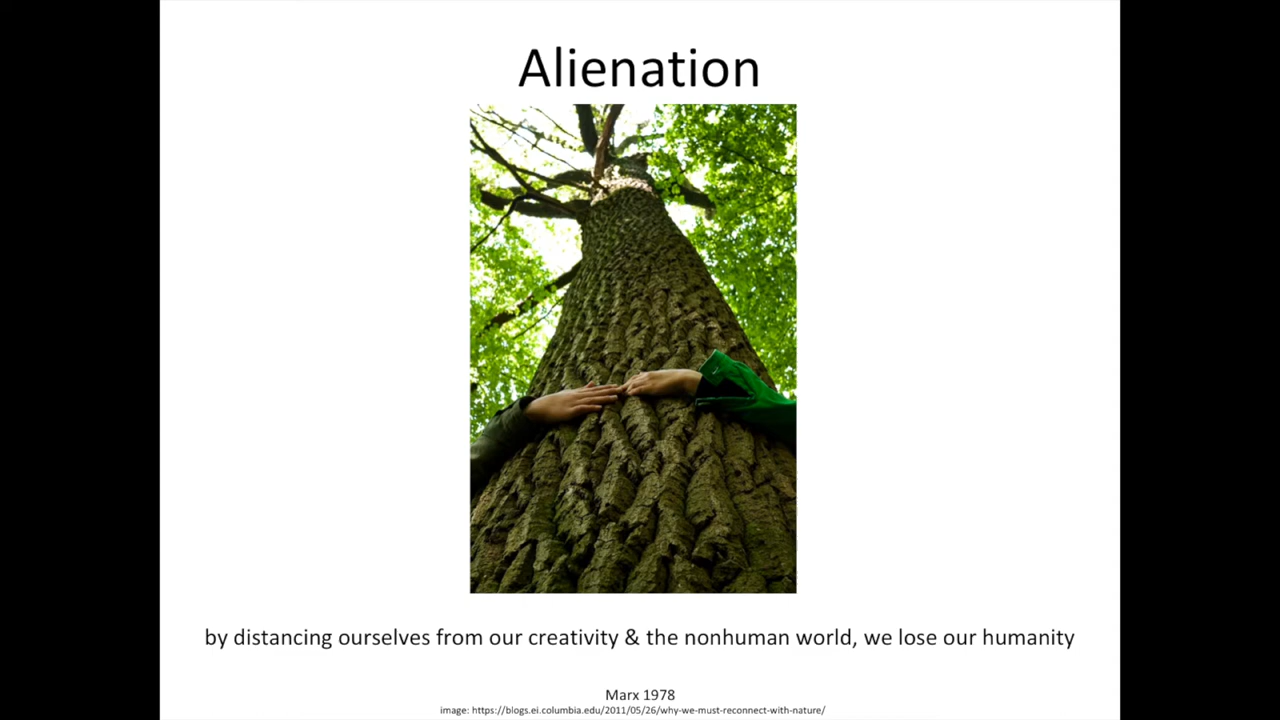 Alienation
by distancing ourselves from our creativity & the nonhuman world, we lose our humanity
Marx 1978
image: https://blogs.ei.columbia.edu/2011/05/26/why-we-must-reconnect-with-nature/